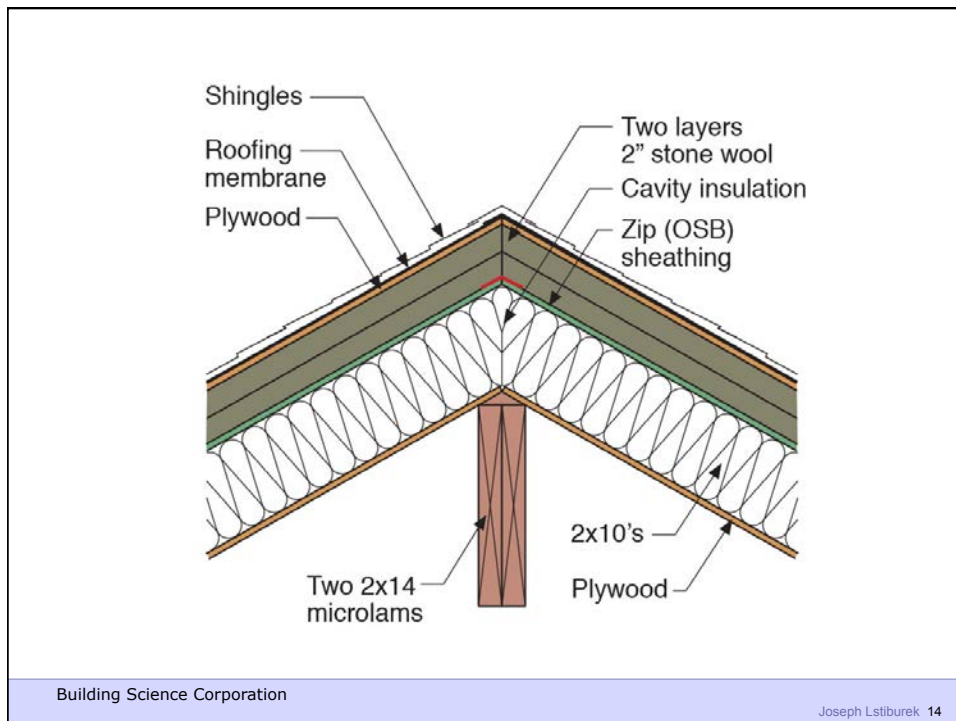 Shingles
Roofing
membrane
Plywood
Two layers
2” stone wool
Cavity insulation
Zip (OSB)
sheathing
2x10’s
Plywood
Two 2x14
microlams
Building Science Corporation
Joseph Lstiburek 14